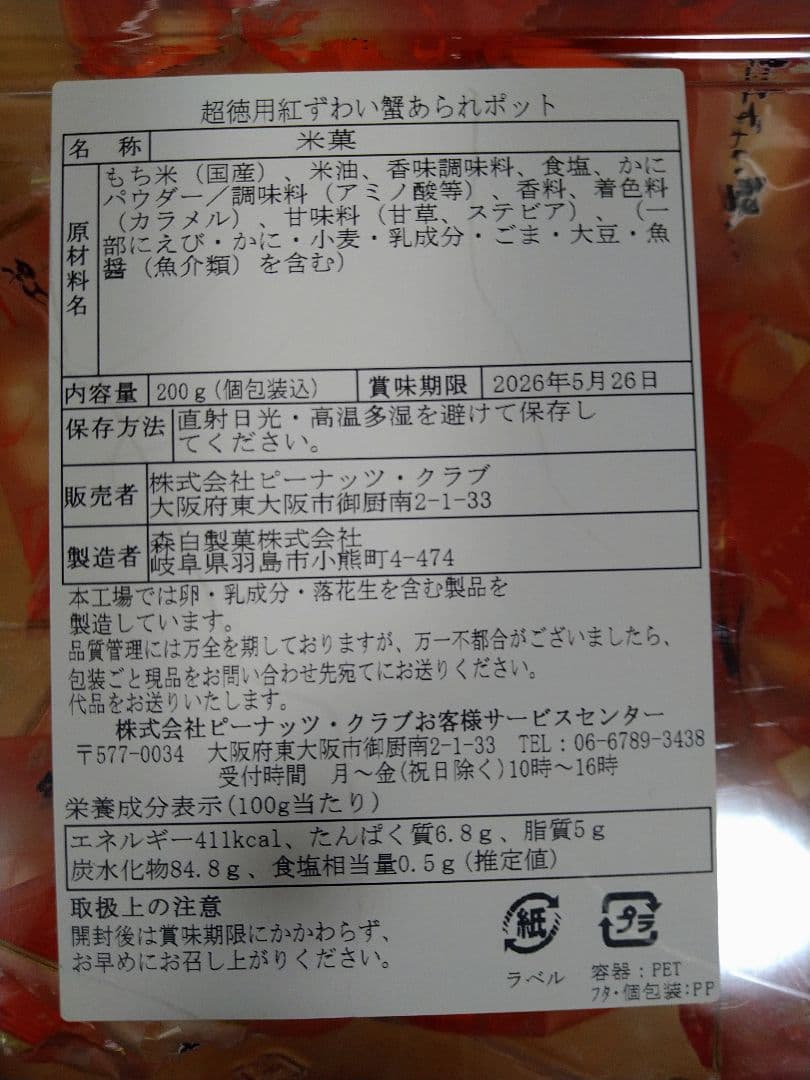 超徳用紅ずわい蟹あられポット
名 称 米菓
原材料名
もち米（国産）、米油、香味調味料、食塩、かに
パウダー／調味料（アミノ酸等）、香料、着色料
（カラメル）、甘味料（甘草、ステビア）、（一
部にえび・かに・小麦・乳成分・ごま・大豆・魚
醤（魚介類）を含む）
内容量 200g(個包装込) 賞味期限 2026年5月26日
保存方法 直射日光・高温多湿を避けて保存し
てください。
販売者 株式会社ピーナッツ・クラブ
大阪府東大阪市御厨南2-1-33
製造者 森白製菓株式会社
岐阜県羽島市小熊町4-474
本工場では卵・乳成分・落花生を含む製品を
製造しています。
品質管理には万全を期しておりますが、万一不都合がございましたら、
包装ごと現品をお問い合わせ先宛てにお送りください。
代品をお送りいたします。
株式会社ピーナッツ・クラブお客様サービスセンター
〒577-0034 大阪府東大阪市御厨南2-1-33 TEL：06-6789-3438
受付時間 月～金(祝日除く)10時～16時
栄養成分表示(100g当たり)
エネルギー411kcal、たんぱく質6.8g、脂質5g
炭水化物84.8g、食塩相当量0.5g(推定値)
取扱上の注意
開封後は賞味期限にかかわらず、
お早めにお召し上がりください。
紙
ラベル
プラ
容器：PET
フタ・個包装:PP